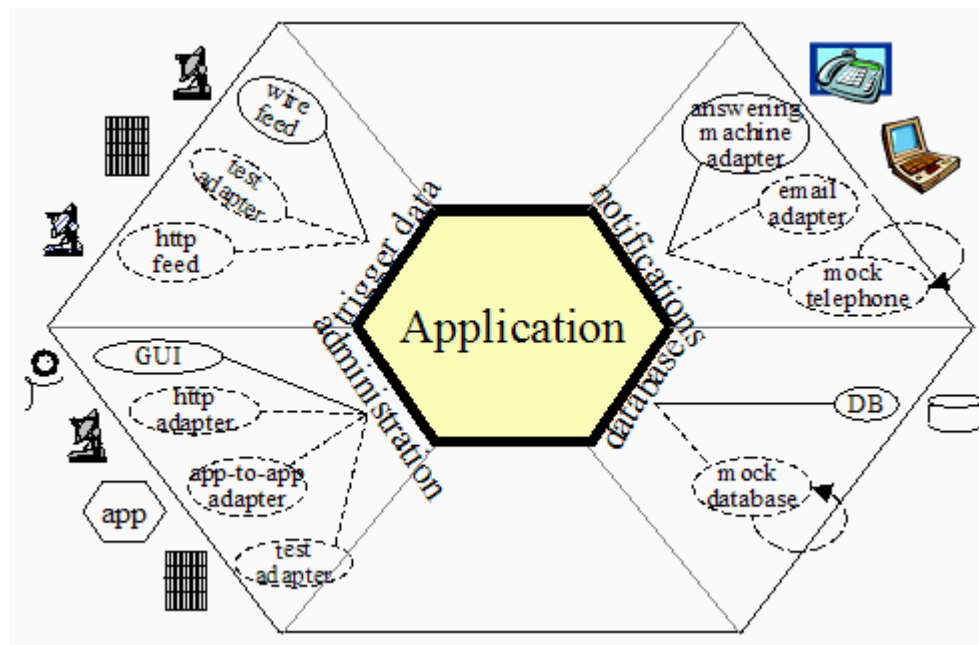 wire
feed
test
adapter
http
feed
trigger data
answering
machine
adapter
email
adapter
mock
telephone
notifications
Application
GUI
http
adapter
app-to-app
adapter
app
test
adapter
administration
database
DB
mock
database